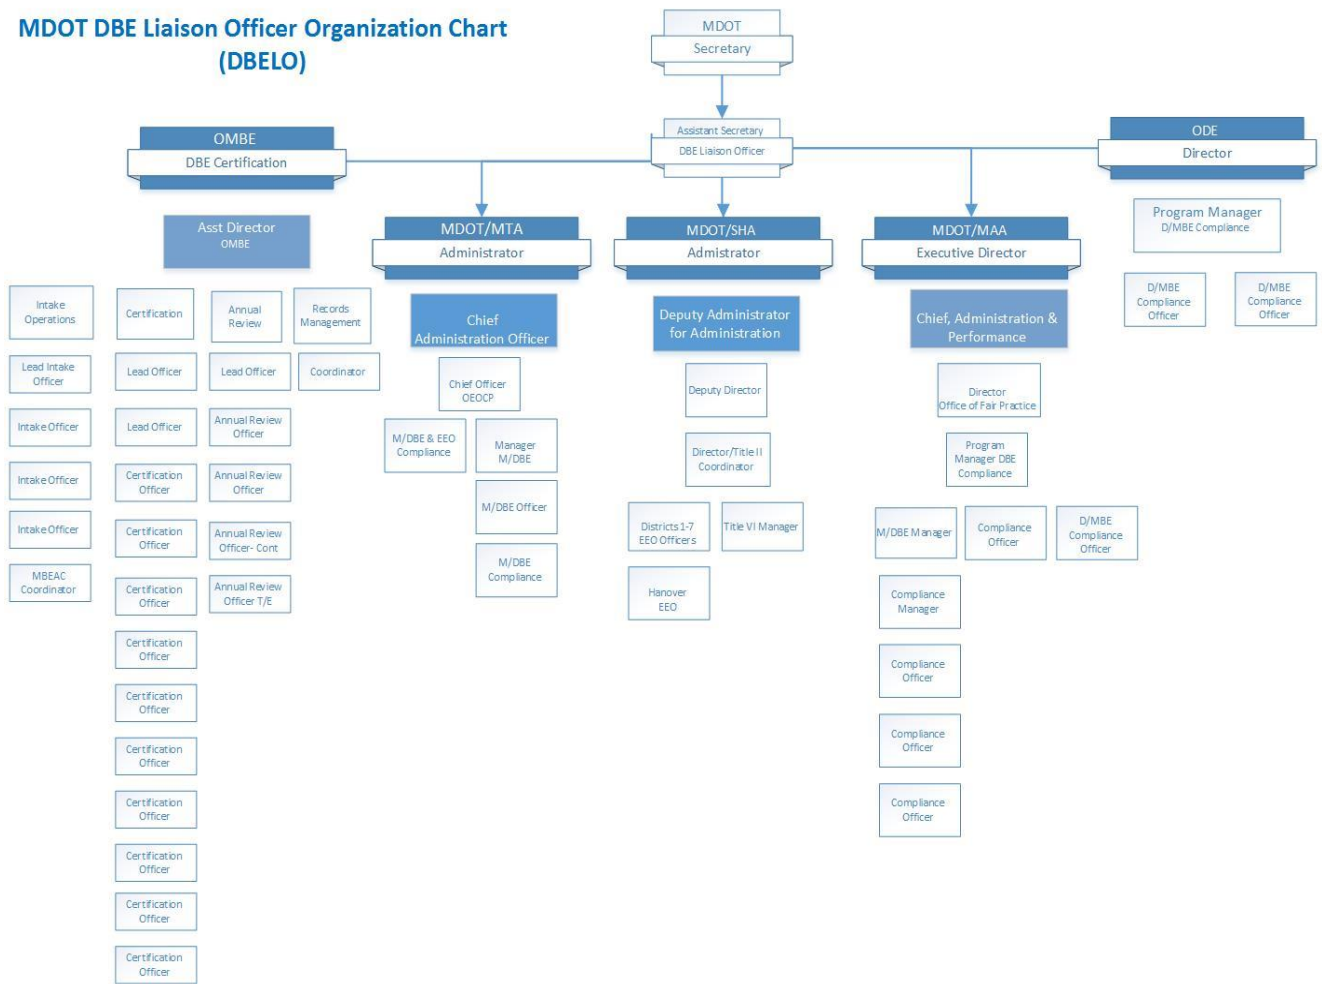 MDOT DBE Liaison Officer Organization Chart
(DBELO)
MDOT
Secretary
Assistant Secretary
DBE Liaison Officer
OMBE
DBE Certification
ODE
Director
Asst Director
OMBE
MDOT/MTA
Administrator
MDOT/SHA
Admistrator
MDOT/MAA
Executive Director
Program Manager
D/MBE Compliance
D/MBE
Compliance
Officer
D/MBE
Compliance
Officer
Intake
Operations
Lead Intake
Officer
Intake Officer
Intake Officer
Intake Officer
MBEAC
Coordinator
Certification
Lead Officer
Lead Officer
Certification
Officer
Certification
Officer
Certification
Officer
Certification
Officer
Certification
Officer
Certification
Officer
Certification
Officer
Certification
Officer
Certification
Officer
Certification
Officer
Annual
Review
Lead Officer
Annual Review
Officer
Annual Review
Officer
Annual Review
Officer- Cont
Annual Review
Officer T/E
Records
Management
Coordinator
Chief
Administration Officer
Chief Officer
OEOCP
M/DBE & EEO
Compliance
Manager
M/DBE
M/DBE Officer
M/DBE
Compliance
Deputy Administrator
for Administration
Deputy Director
Director/Title II
Coordinator
Districts 1-7
EEO Officers
Title VI Manager
Hanover
EEO
Chief, Administration &
Performance
Director
Office of Fair Practice
Program
Manager DBE
Compliance
M/DBE Manager
Compliance
Officer
D/MBE
Compliance
Officer
Compliance
Manager
Compliance
Officer
Compliance
Officer
Compliance
Officer